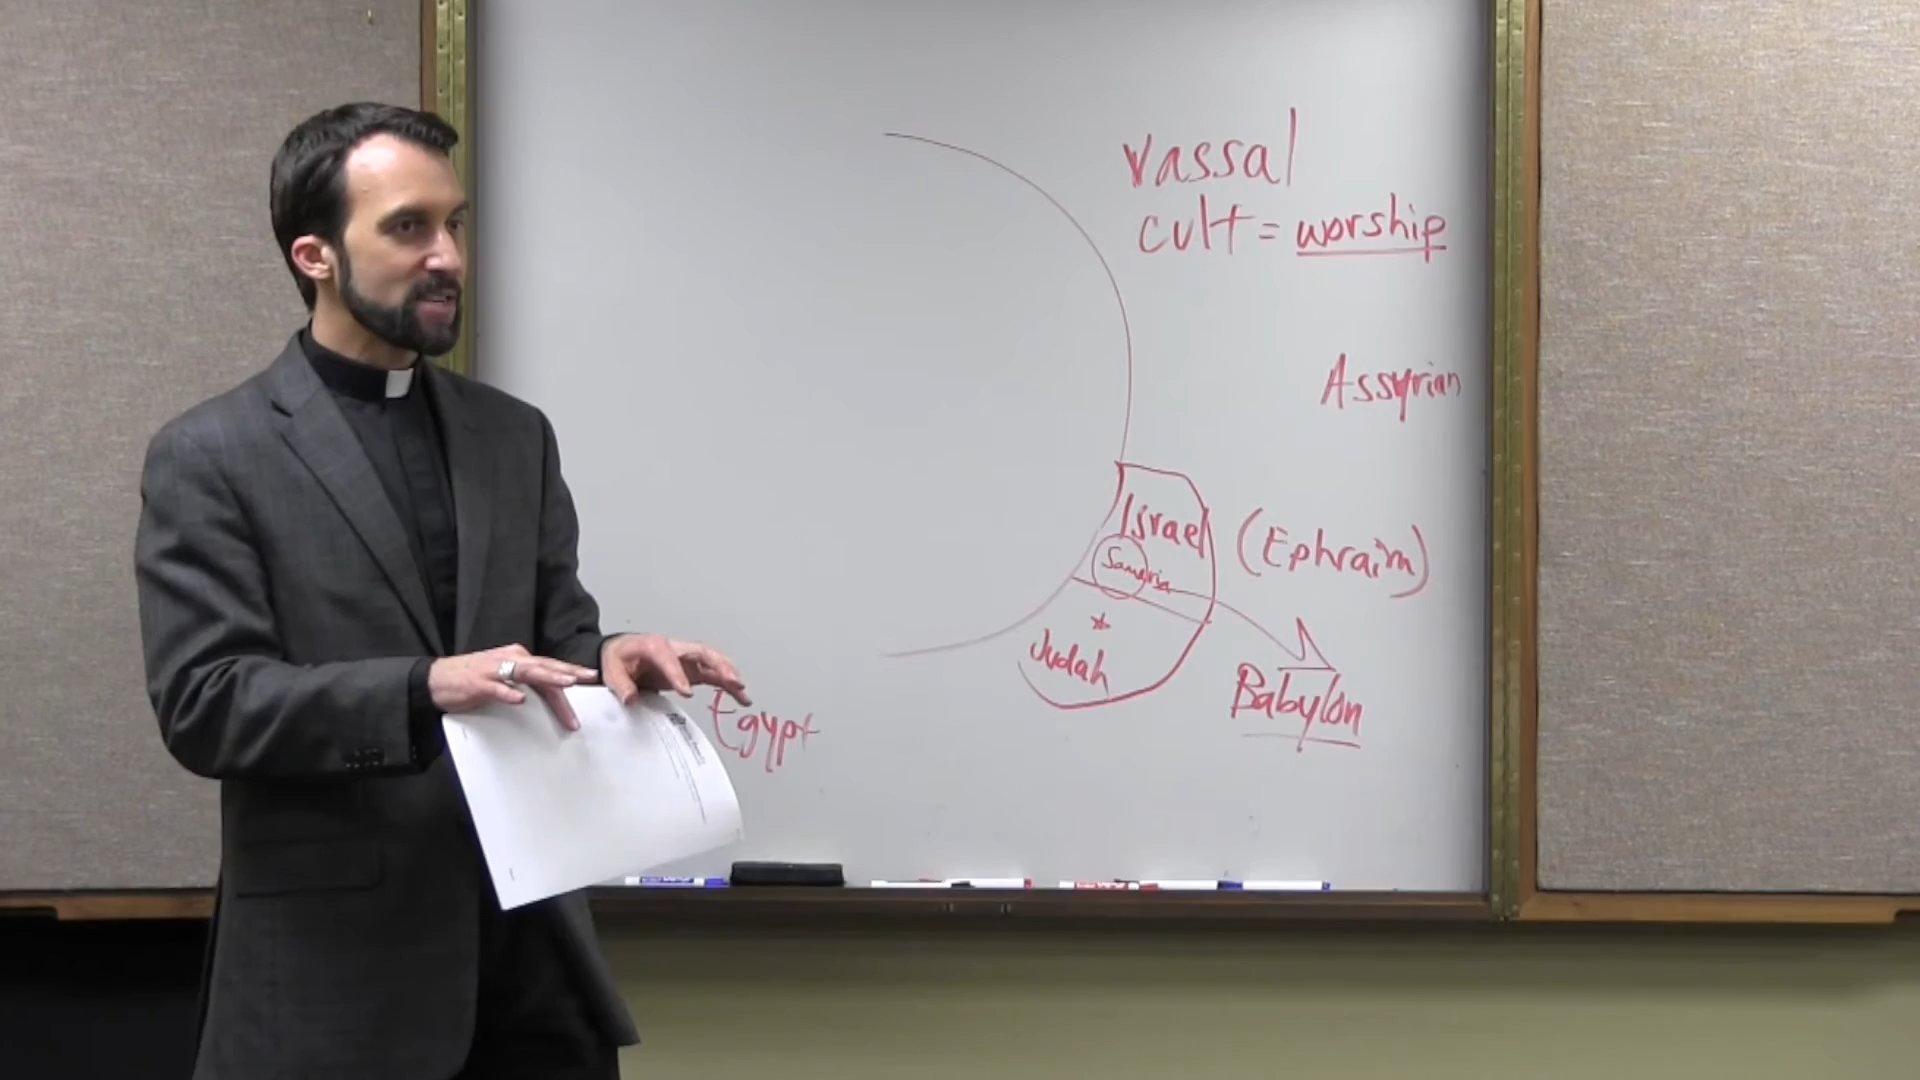 vassal
cult = worship
Assyrian
Israel
(Ephraim)
Samaria
*
Judah
Babylon
Egypt